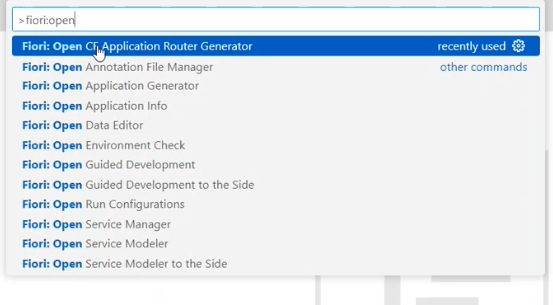 >fiori:open
Fiori: Open CF Application Router Generator recently used
Fiori: Open Annotation File Manager other commands
Fiori: Open Application Generator
Fiori: Open Application Info
Fiori: Open Data Editor
Fiori: Open Environment Check
Fiori: Open Guided Development
Fiori: Open Guided Development to the Side
Fiori: Open Run Configurations
Fiori: Open Service Manager
Fiori: Open Service Modeler
Fiori: Open Service Modeler to the Side